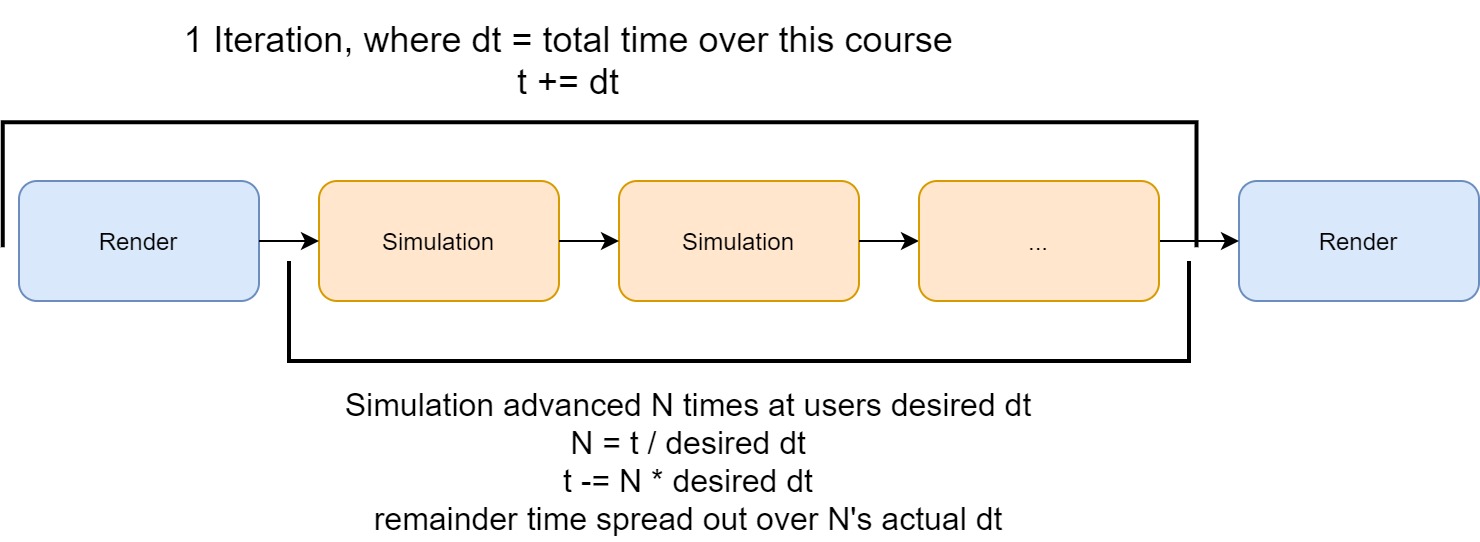 1 Iteration, where dt = total time over this course
t += dt
Render
Simulation
Simulation
...
Render
Simulation advanced N times at users desired dt
N = t / desired dt
t -= N * desired dt
remainder time spread out over N's actual dt